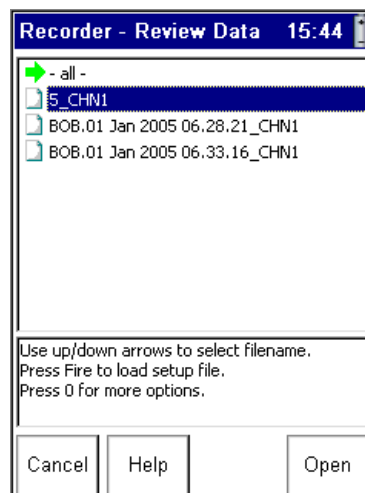 Recorder - Review Data 15:44
- all -
5_CHN1
BOB.01 Jan 2005 06.28.21_CHN1
BOB.01 Jan 2005 06.33.16_CHN1
Use up/down arrows to select filename.
Press Fire to load setup file.
Press 0 for more options.
Cancel Help Open